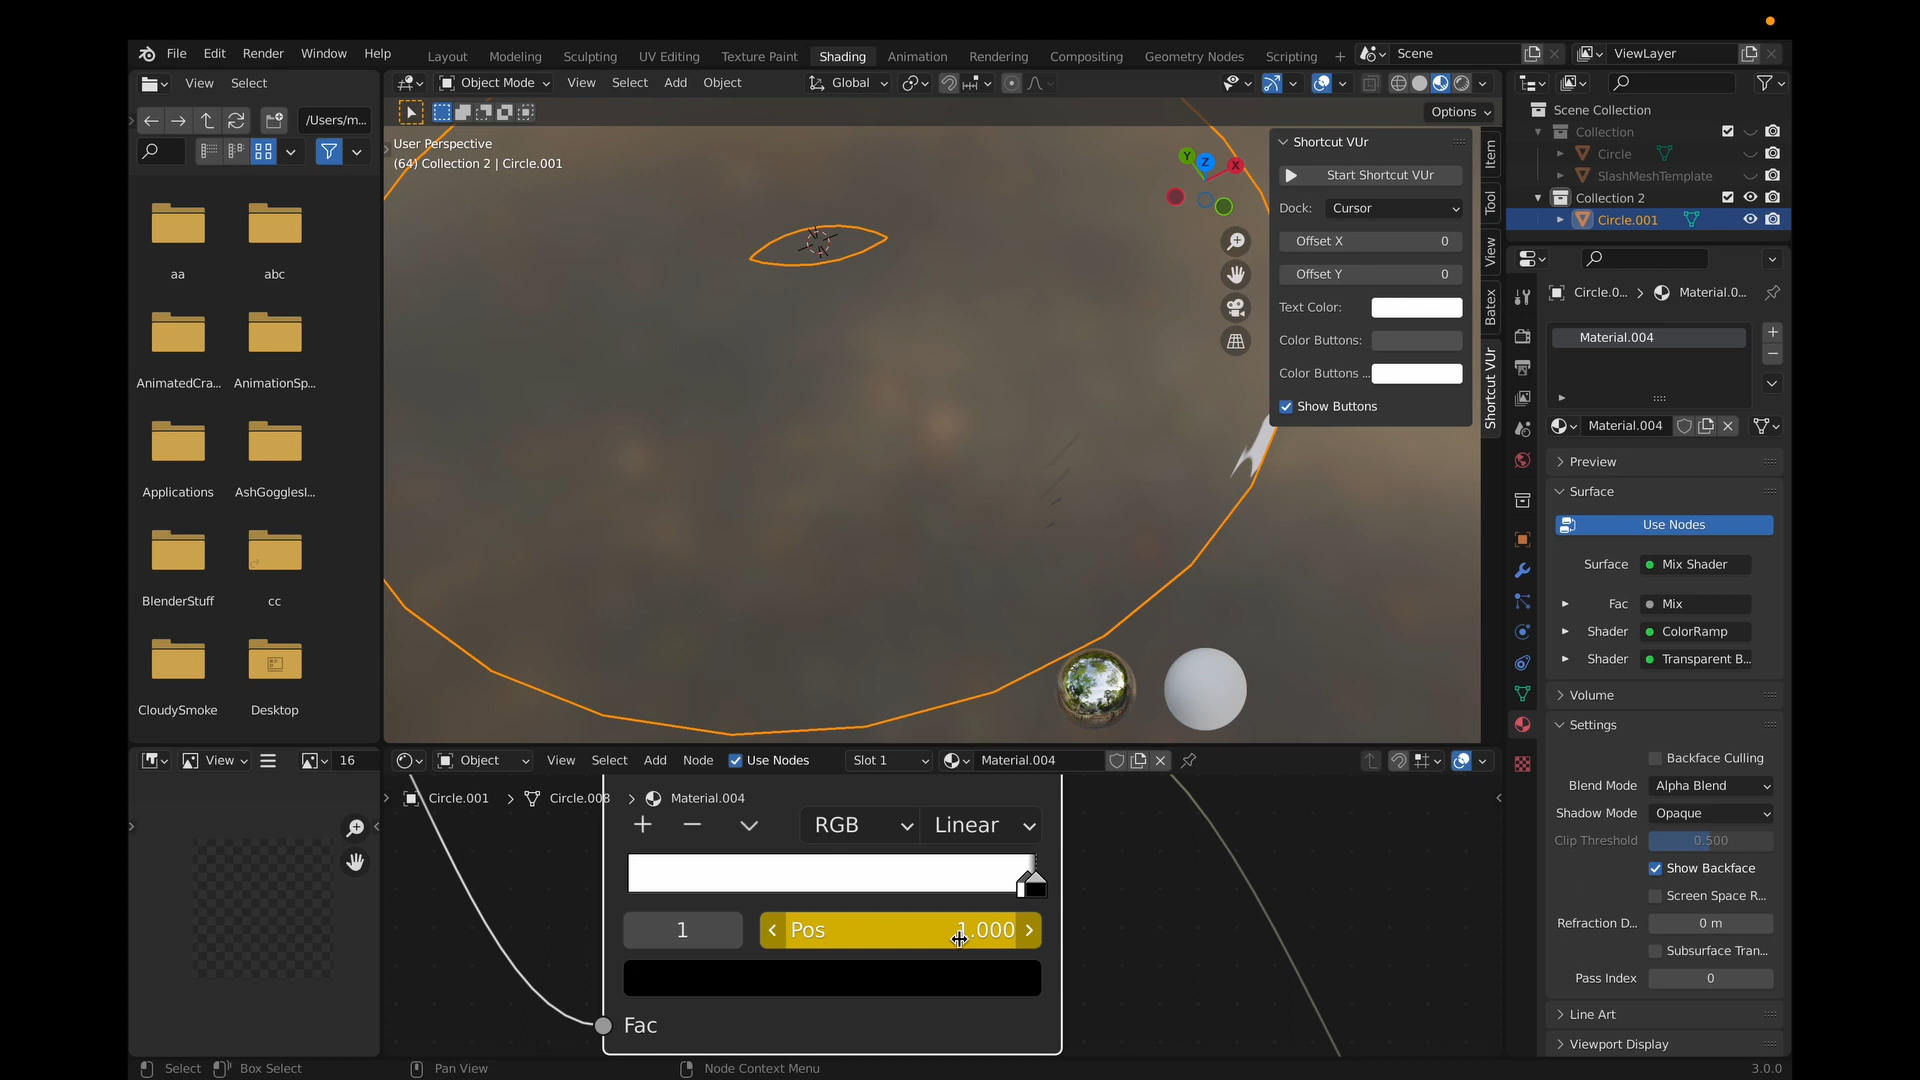 File Edit Render Window Help
Layout Modeling Sculpting UV Editing Texture Paint Shading Animation Rendering Compositing Geometry Nodes Scripting +
Scene
ViewLayer
View Select
Object Mode View Select Add Object
Global
/Users/m...
Options
aa
abc
AnimatedCra...
AnimationSp...
Applications
AshGogglesI...
BlenderStuff
cc
CloudySmoke
Desktop
User Perspective
(64) Collection 2 | Circle.001
Y
Z
X
Shortcut VUr
Start Shortcut VUr
Dock: Cursor
Offset X 0
Offset Y 0
Text Color:
Color Buttons:
Color Buttons ...
Show Buttons
Item
Tool
View
Batex
Shortcut VUr
Scene Collection
Collection
Circle
SlashMeshTemplate
Collection 2
Circle.001
Circle.0... > Material.0...
Material.004
Material.004
Preview
Surface
Use Nodes
Surface Mix Shader
Fac Mix
Shader ColorRamp
Shader Transparent B...
Volume
Settings
Backface Culling
Blend Mode Alpha Blend
Shadow Mode Opaque
Clip Threshold 0.500
Show Backface
Screen Space R...
Refraction D... 0 m
Subsurface Tran...
Pass Index 0
Line Art
Viewport Display
View
16
Object View Select Add Node Use Nodes Slot 1 Material.004
Circle.001 > Circle.008 > Material.004
+ − RGB Linear
1
< Pos 1.000 >
Fac
Select Box Select Pan View Node Context Menu 3.0.0